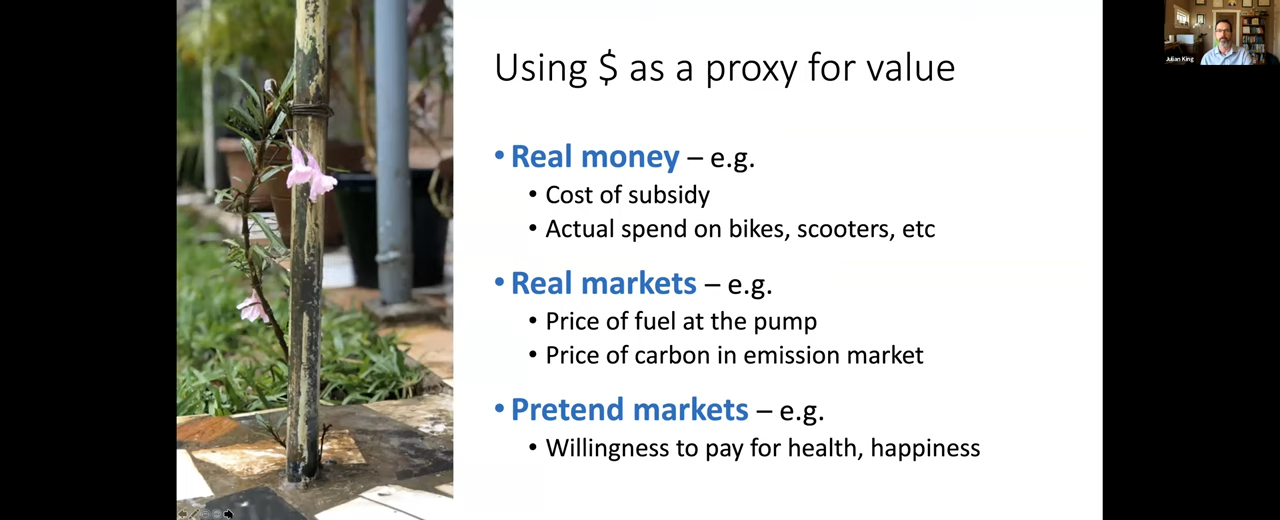 Using $ as a proxy for value
• Real money – e.g.
• Cost of subsidy
• Actual spend on bikes, scooters, etc
• Real markets – e.g.
• Price of fuel at the pump
• Price of carbon in emission market
• Pretend markets – e.g.
• Willingness to pay for health, happiness
Julian King